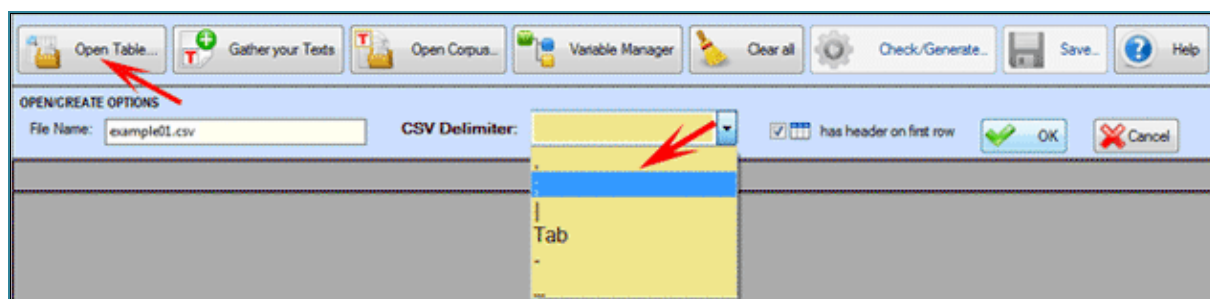 Open Table... Gather your Texts Open Corpus... Variable Manager Clear all Check/Generate... Save... Help
OPEN/CREATE OPTIONS
File Name: example01.csv CSV Delimiter: has header on first row OK Cancel
,
;
|
Tab
-